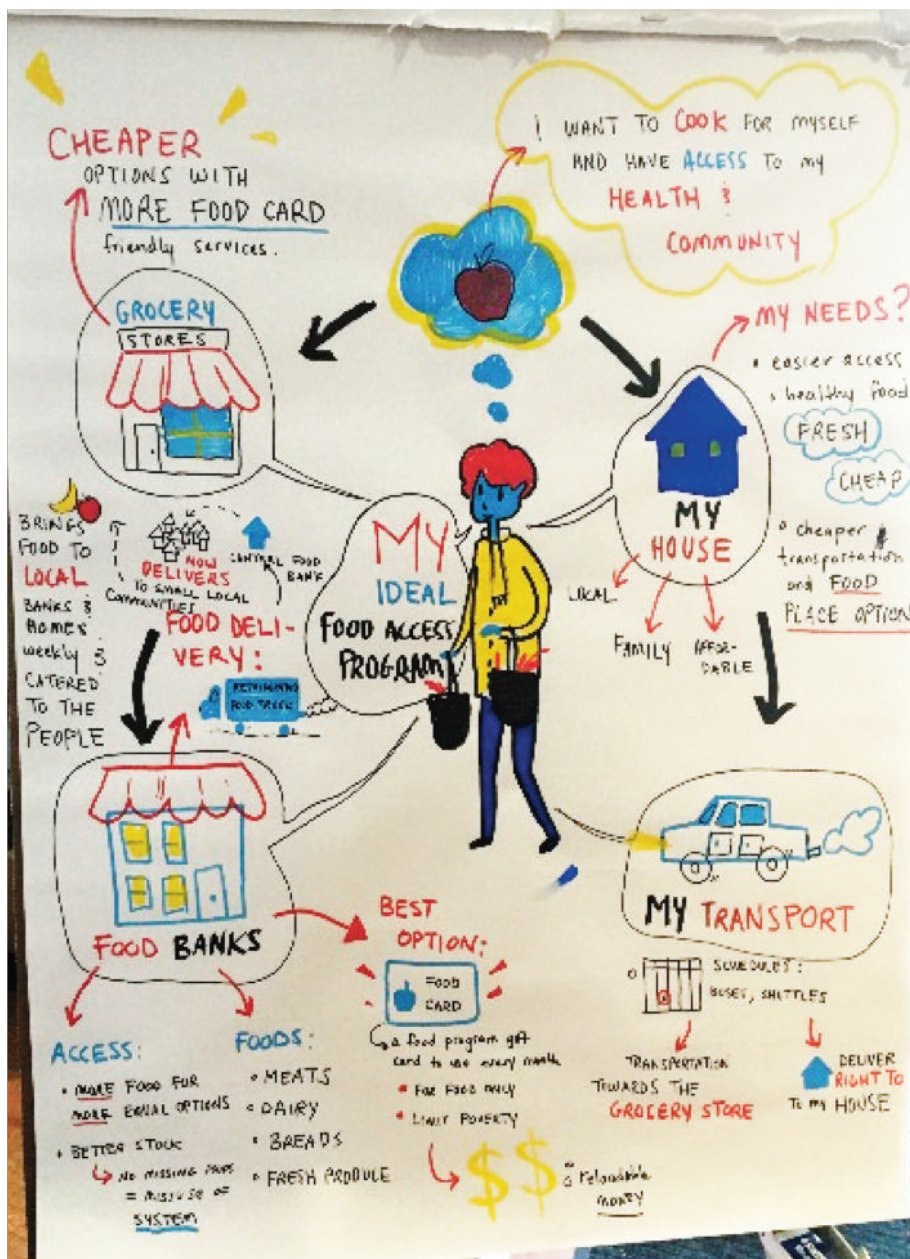 CHEAPER
OPTIONS WITH
MORE FOOD CARD
friendly services.
I WANT TO COOK FOR MYSELF
AND HAVE ACCESS TO MY
HEALTH &
COMMUNITY
GROCERY
STORES
MY NEEDS?
• easier access
• healthy food
FRESH
CHEAP
• cheaper
transportation
and FOOD
PLACE OPTION
MY
HOUSE
LOCAL
FAMILY
AFFOR-
DABLE
MY
IDEAL
FOOD ACCESS
PROGRAM
BRINGS
FOOD TO
LOCAL
BANKS &
HOMES
weekly &
CATERED
TO THE
PEOPLE
NOW
DELIVERS
TO SMALL LOCAL
COMMUNITIES
CENTRAL FOOD
BANK
FOOD DELI-
VERY:
FOOD TRUCK
FOOD BANKS
MY TRANSPORT
BEST
OPTION:
FOOD
CARD
a food program gift
card to use every month
• FOR FOOD ONLY
• LIMIT POVERTY
$$
reloadable
MONEY
ACCESS:
• MORE FOOD FOR
MORE EQUAL OPTIONS
• BETTER STOCK
NO MISSING
= MISUSE OF
SYSTEM
FOODS:
• MEATS
• DAIRY
• BREADS
• FRESH PRODUCE
SCHEDULES:
BUSES, SHUTTLES
TRANSPORTATION
TOWARDS THE
GROCERY STORE
DELIVER
RIGHT TO
TO MY HOUSE